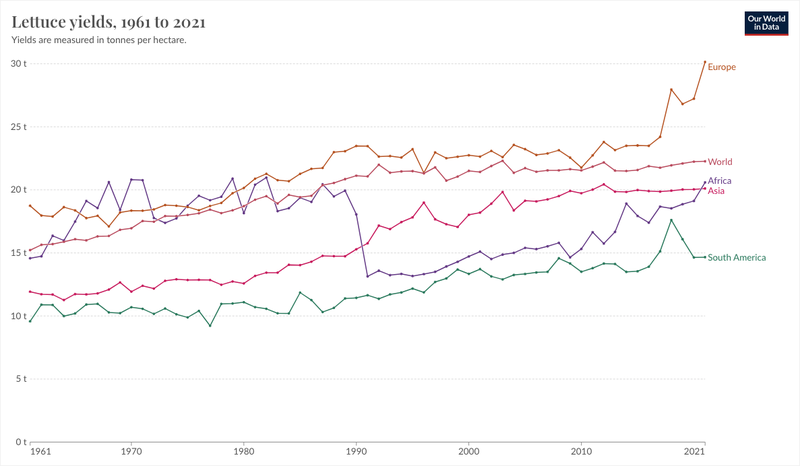 Lettuce yields, 1961 to 2021
Yields are measured in tonnes per hectare.
Our World
in Data
30 t
25 t
20 t
15 t
10 t
5 t
0 t
1961
1970
1980
1990
2000
2010
2021
Europe
World
Africa
Asia
South America